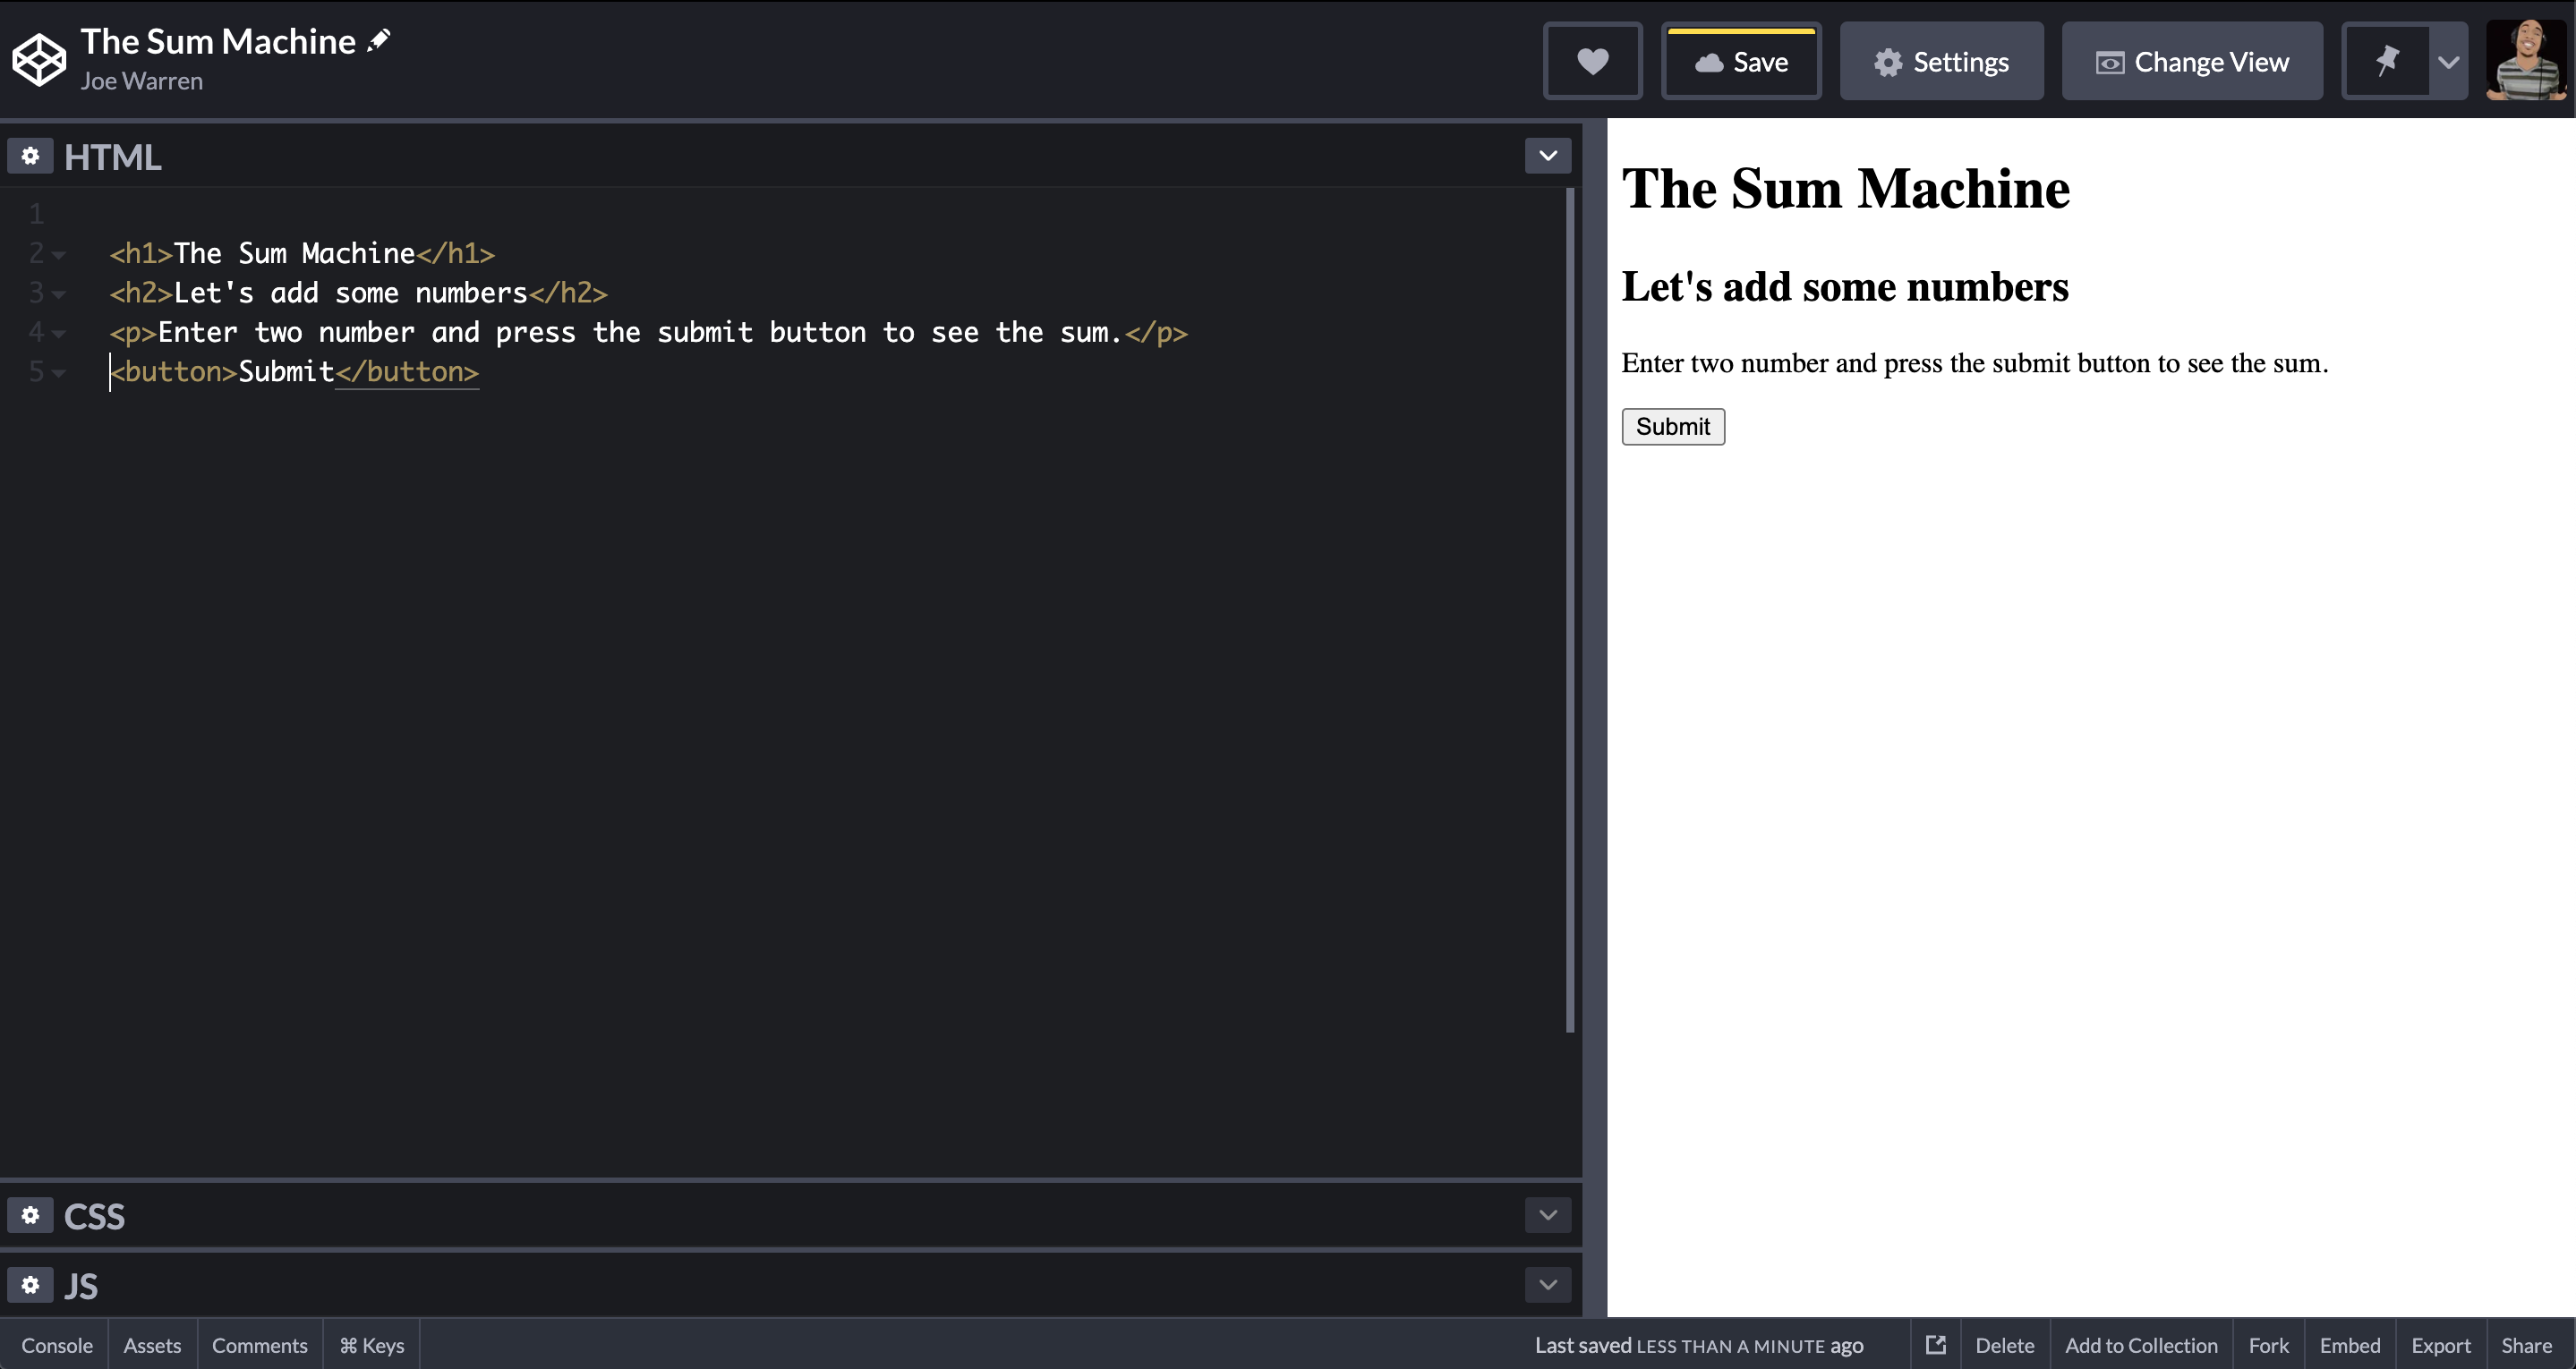 The Sum Machine
Joe Warren
Save
Settings
Change View
HTML
1
2 <h1>The Sum Machine</h1>
3 <h2>Let's add some numbers</h2>
4 <p>Enter two number and press the submit button to see the sum.</p>
5 <button>Submit</button>
CSS
JS
The Sum Machine
Let's add some numbers
Enter two number and press the submit button to see the sum.
Submit
Console Assets Comments ⌘ Keys Last saved LESS THAN A MINUTE ago Delete Add to Collection Fork Embed Export Share